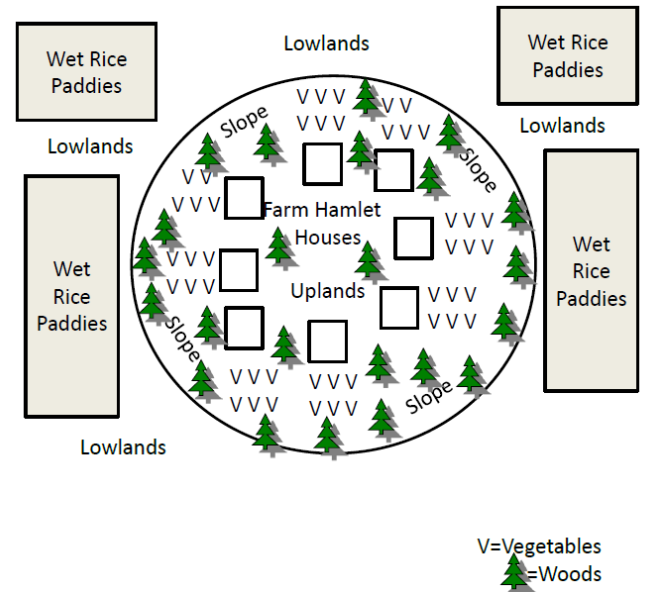 Lowlands
Wet Rice
Paddies
Wet Rice
Paddies
Lowlands
Lowlands
Slope
V V V
V V
V V V
V V V
Slope
V V
V V V
Farm Hamlet
Houses
V V V
V V V
Wet
Rice
Paddies
V V V
V V V
Uplands
V V V
V V V
Wet
Rice
Paddies
Slope
V V V
V V V
V V V
V V V
Slope
Lowlands
V=Vegetables
=Woods